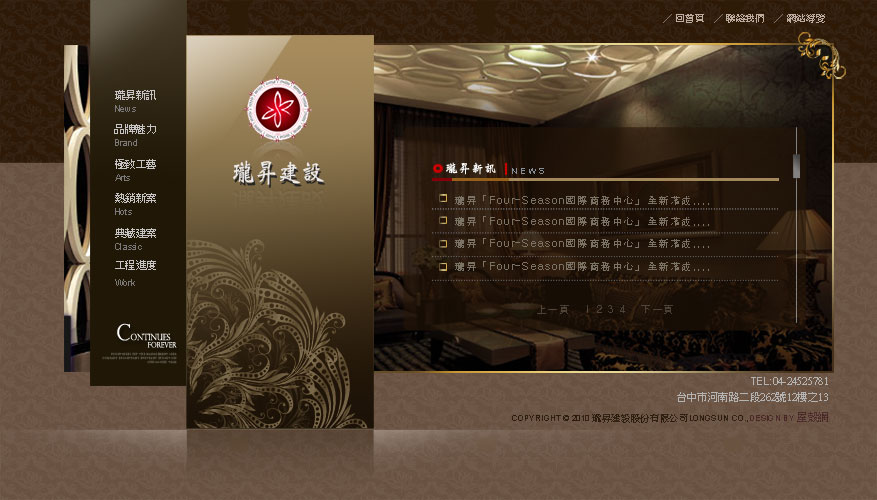 ／ 回首頁 ／ 聯絡我們 ／ 網站導覽
瓏昇新訊
News
品牌魅力
Brand
極致工藝
Arts
熱銷新案
Hots
典藏建案
Classic
工程進度
Work
CONTINUES
FOREVER
瓏昇建設
瓏昇新訊 NEWS
瓏昇「Four-Season國際商務中心」全新落成....
瓏昇「Four-Season國際商務中心」全新落成....
瓏昇「Four-Season國際商務中心」全新落成....
瓏昇「Four-Season國際商務中心」全新落成....
上一頁 1 2 3 4 下一頁
TEL:04-24525781
台中市河南路二段262號12樓之13
COPYRIGHT © 2010 瓏昇建設股份有限公司 LONGSUN CO., DESIGN BY 屋殼網